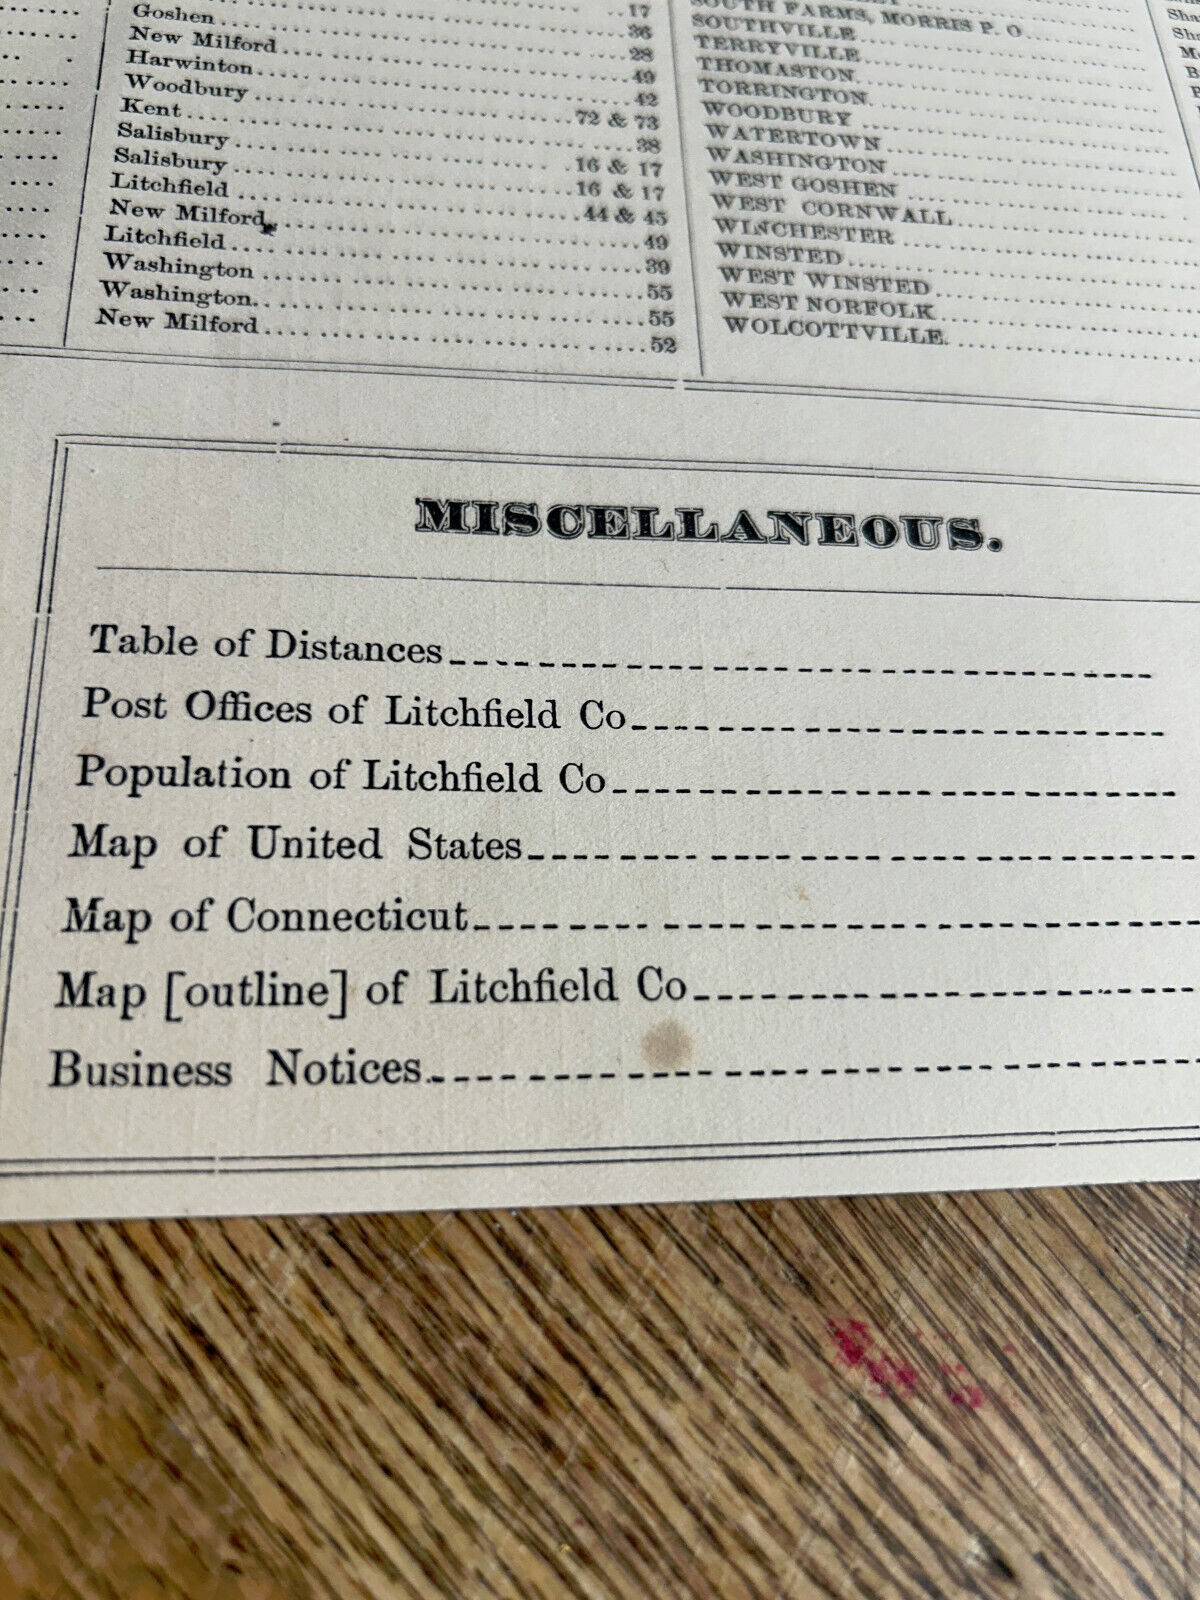 17
36
Goshen 28
New Milford 49
Harwinton 42
Woodbury 72 & 73
Kent 38
Salisbury 16 & 17
Salisbury 16 & 17
Litchfield 44 & 45
New Milford 49
Litchfield 39
Washington 55
Washington 55
New Milford 52
SOUTH FARMS, MORRIS P. O.
SOUTHVILLE
TERRYVILLE
THOMASTON
TORRINGTON
WOODBURY
WATERTOWN
WASHINGTON
WEST GOSHEN
WEST CORNWALL
WINCHESTER
WINSTED
WEST WINSTED
WEST NORFOLK
WOLCOTTVILLE
MISCELLANEOUS.
Table of Distances
Post Offices of Litchfield Co
Population of Litchfield Co
Map of United States
Map of Connecticut
Map [outline] of Litchfield Co
Business Notices